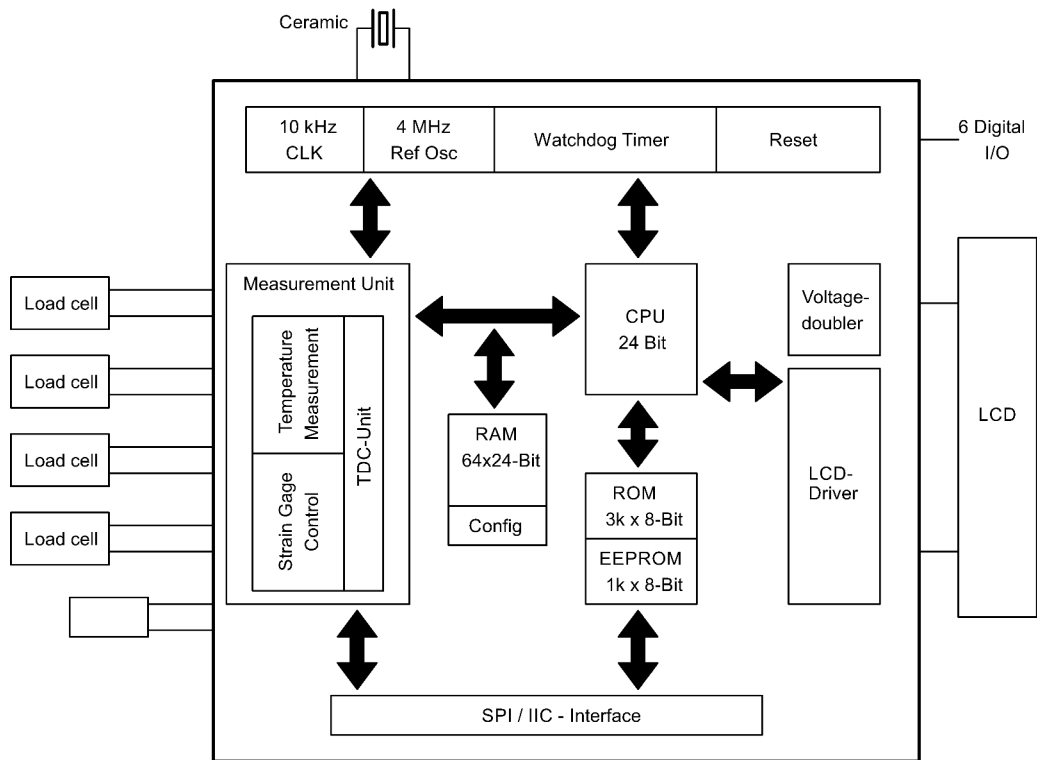 Ceramic
10 kHz
CLK
4 MHz
Ref Osc
Watchdog Timer
Reset
6 Digital
I/O
Measurement Unit
Temperature
Measurement
Strain Gage
Control
TDC-Unit
CPU
24 Bit
Voltage-
doubler
Load cell
Load cell
Load cell
Load cell
RAM
64x24-Bit
Config
ROM
3k x 8-Bit
EEPROM
1k x 8-Bit
LCD-
Driver
LCD
SPI / IIC - Interface